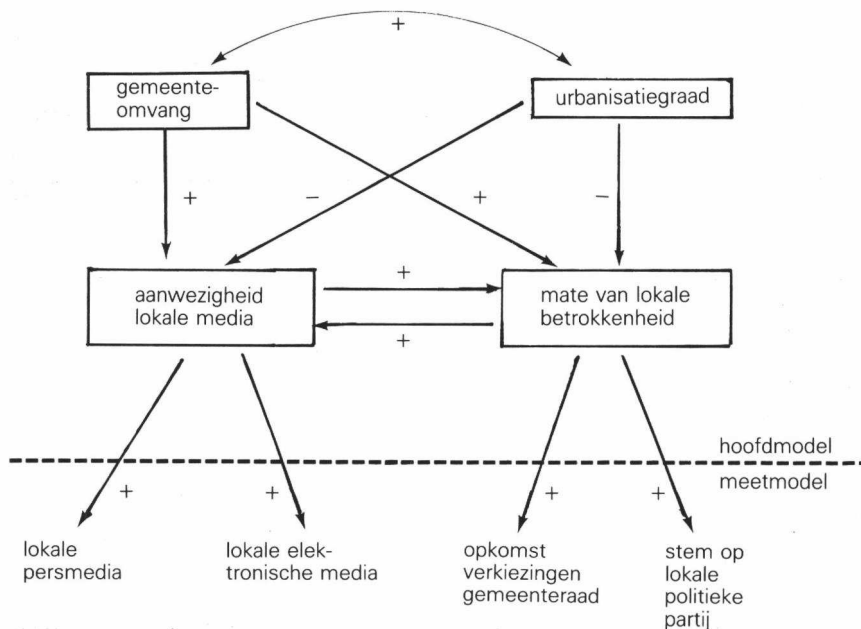 +
gemeente-
omvang
urbanisatiegraad
+
−
+
−
aanwezigheid
lokale media
+
+
mate van lokale
betrokkenheid
hoofdmodel
meetmodel
+
+
+
+
lokale
persmedia
lokale elek-
tronische media
opkomst
verkiezingen
gemeenteraad
stem op
lokale
politieke
partij